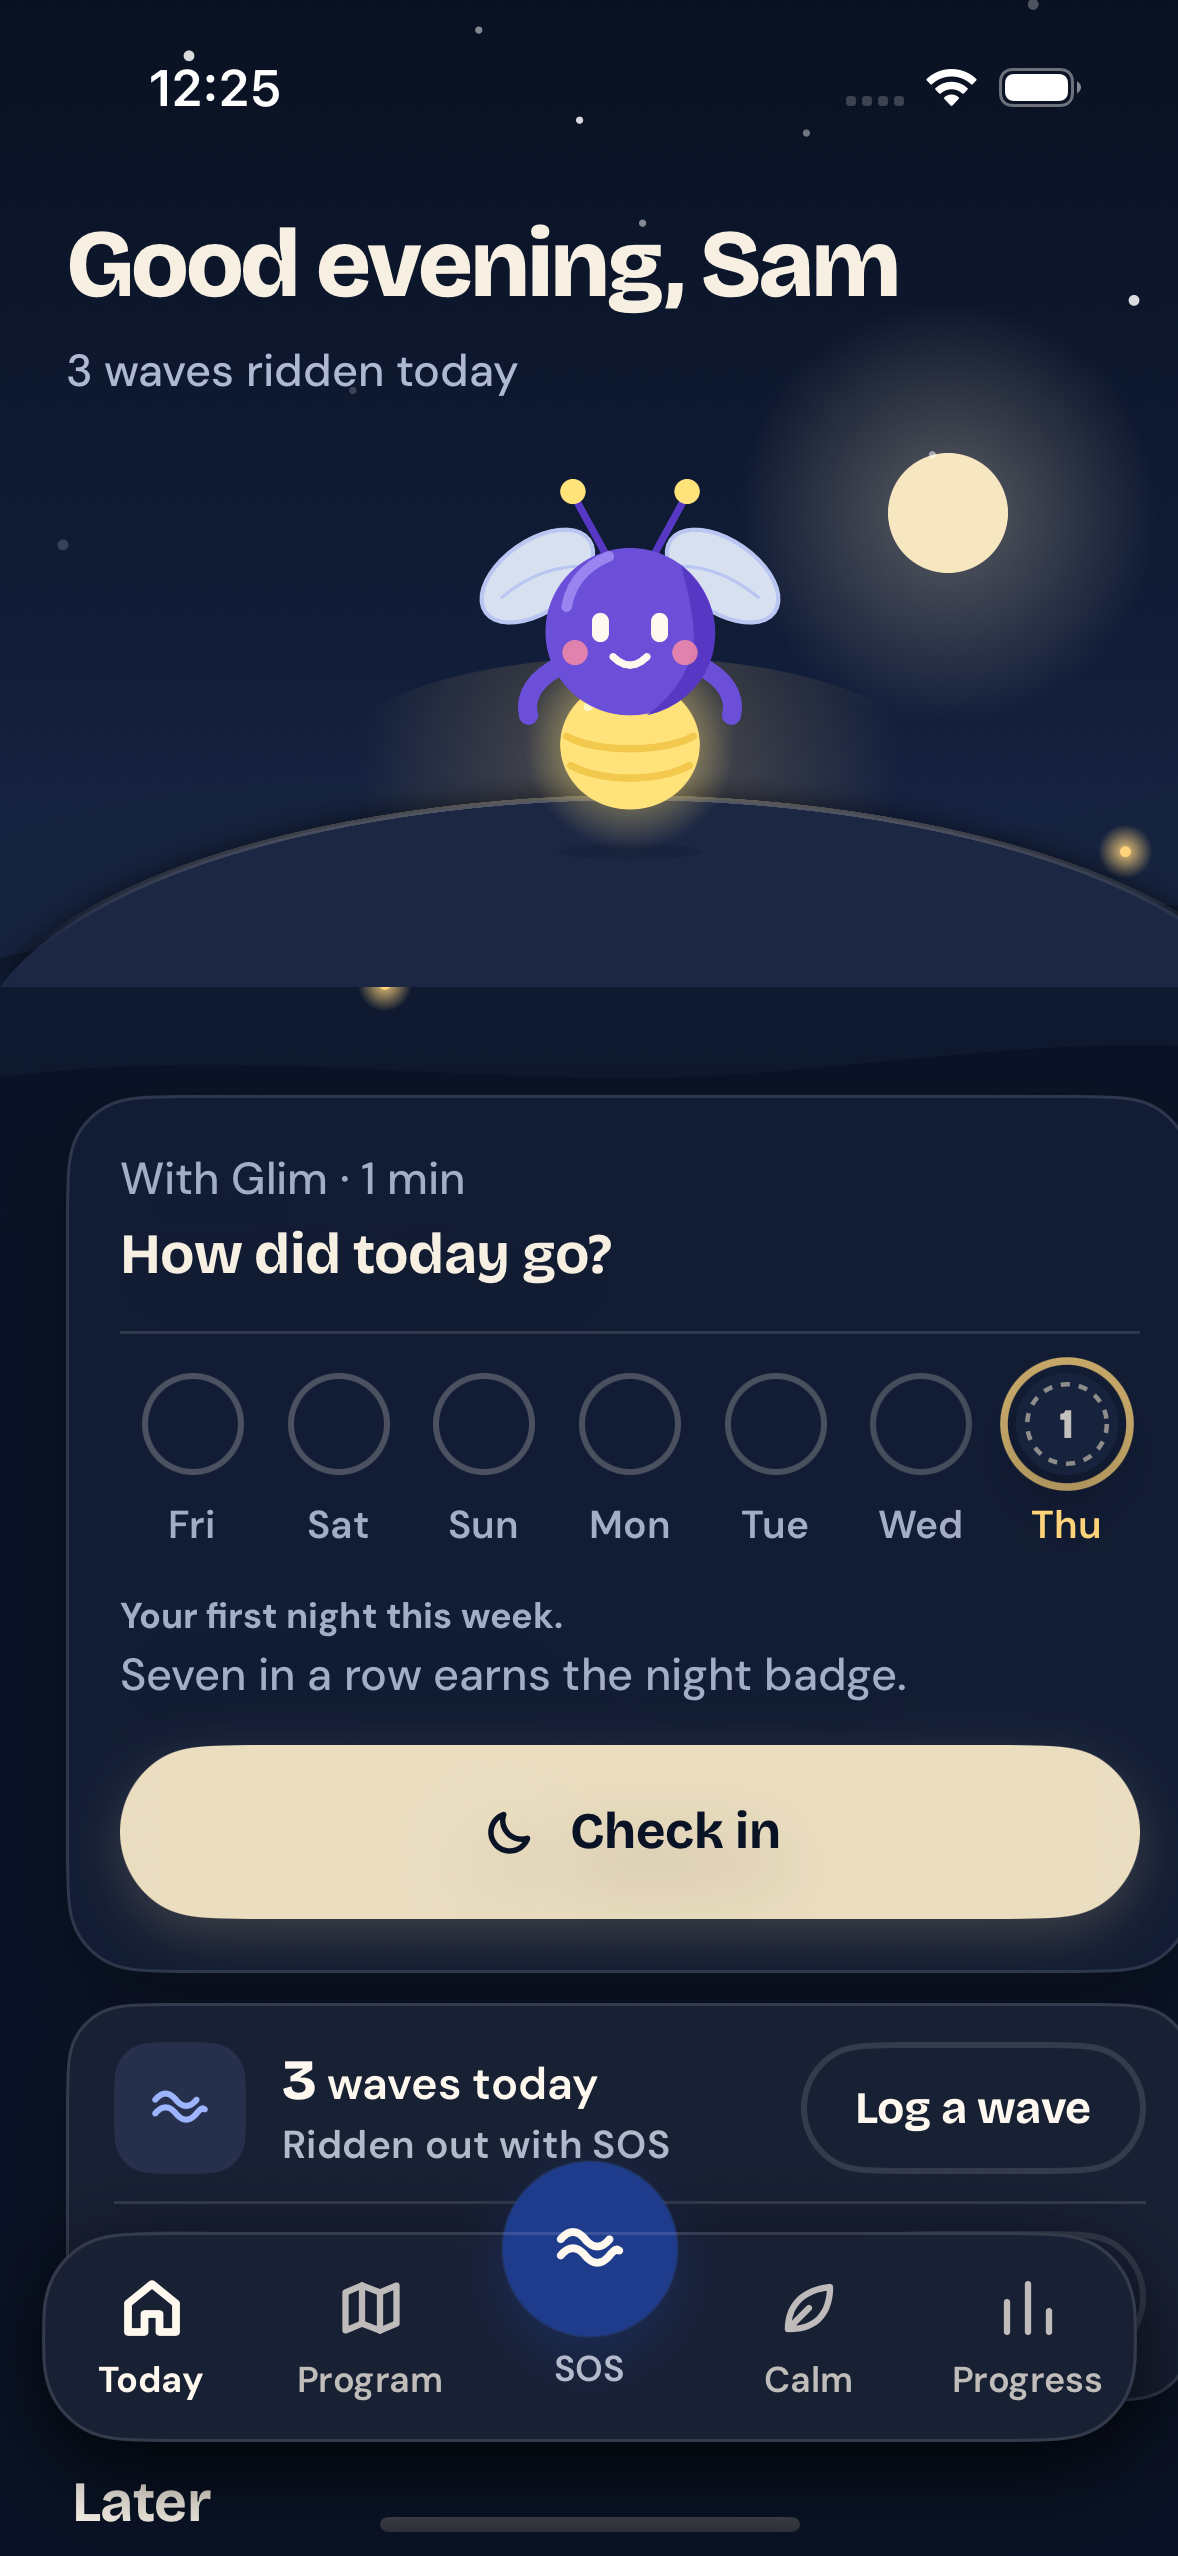 12:25
Good evening, Sam
3 waves ridden today
With Glim · 1 min
How did today go?
1
Fri Sat Sun Mon Tue Wed Thu
Your first night this week.
Seven in a row earns the night badge.
Check in
3 waves today
Ridden out with SOS
Log a wave
Today Program SOS Calm Progress
Later